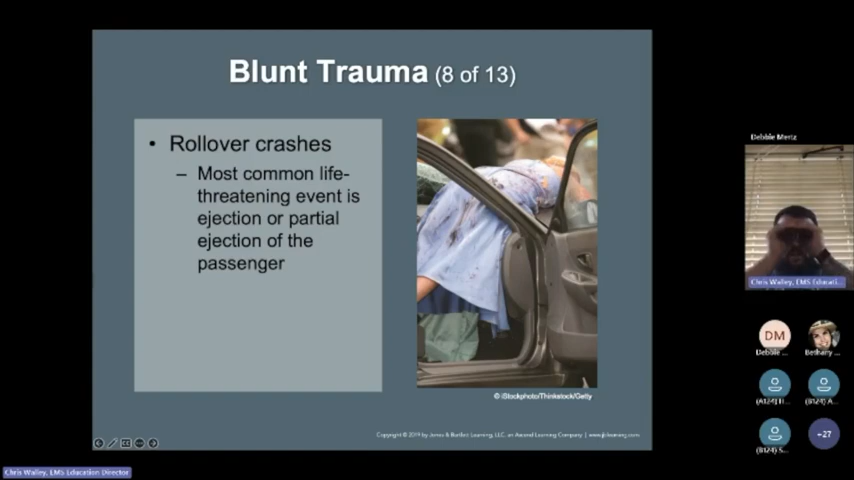 Blunt Trauma (8 of 13)
• Rollover crashes
– Most common life-
threatening event is
ejection or partial
ejection of the
passenger
© iStockphoto/Thinkstock/Getty
Copyright © 2019 by Jones & Bartlett Learning, LLC, an Ascend Learning Company | www.jblearning.com
Debbie Mertz
Chris Walley, EMS Educati...
DM
Debbie ...
Bethany
(B124) A...
(B124) S...
+27
Chris Walley, EMS Education Director